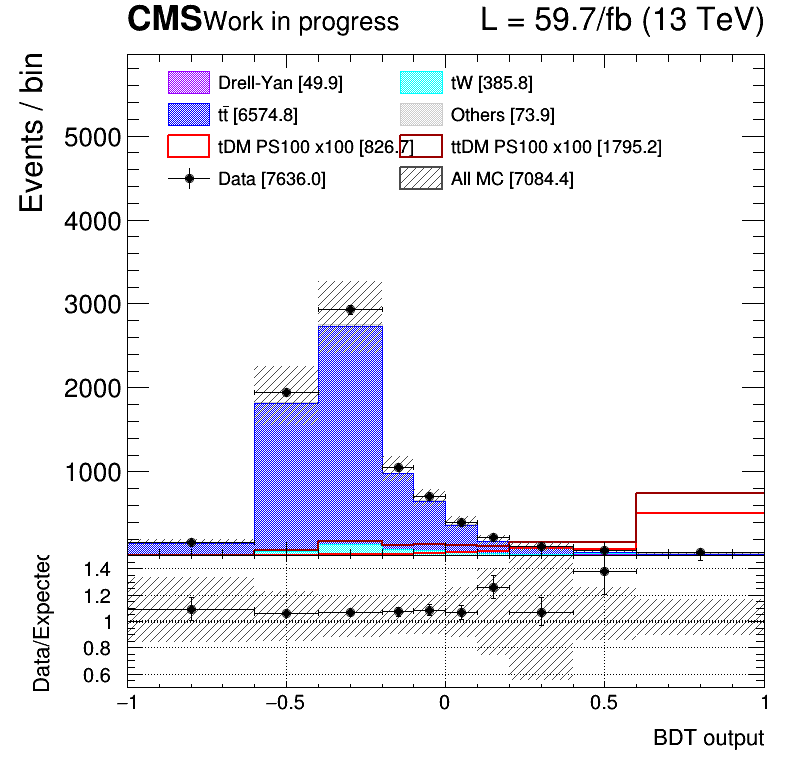 CMS Work in progress L = 59.7/fb (13 TeV)
Events / bin
Drell-Yan [49.9] tW [385.8]
tt̄ [6574.8] Others [73.9]
tDM PS100 x100 [826.7] ttDM PS100 x100 [1795.2]
Data [7636.0] All MC [7084.4]
5000
4000
3000
2000
1000
Data/Expected
1.4
1.2
1
0.8
0.6
−1 −0.5 0 0.5 1
BDT output